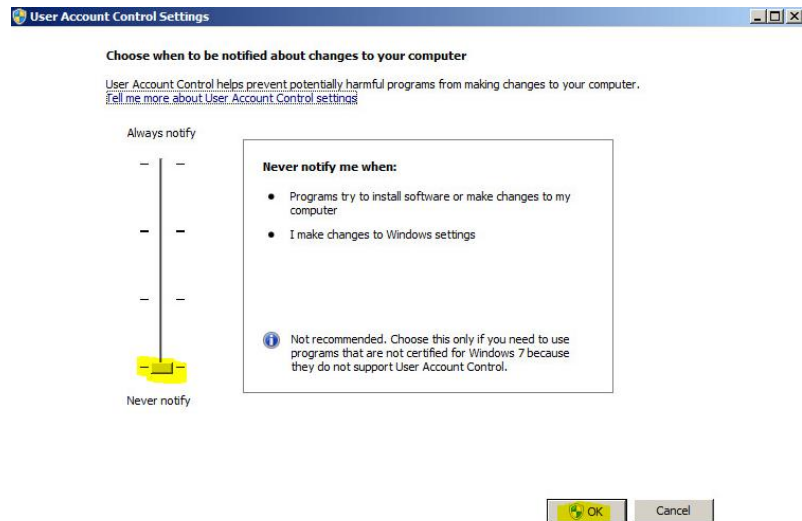 User Account Control Settings
Choose when to be notified about changes to your computer
User Account Control helps prevent potentially harmful programs from making changes to your computer.
Tell me more about User Account Control settings
Always notify
Never notify me when:
● Programs try to install software or make changes to my
computer
● I make changes to Windows settings
Not recommended. Choose this only if you need to use
programs that are not certified for Windows 7 because
they do not support User Account Control.
Never notify
OK
Cancel